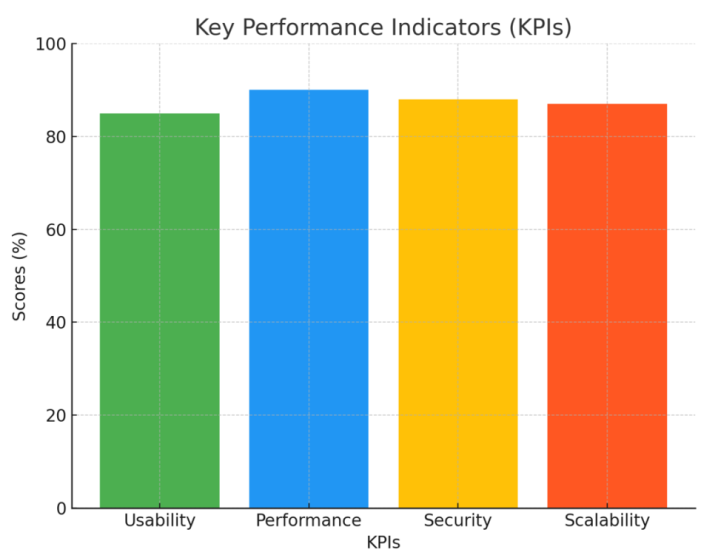 Key Performance Indicators (KPIs)
100
80
60
40
20
0
Scores (%)
Usability Performance Security Scalability
KPIs